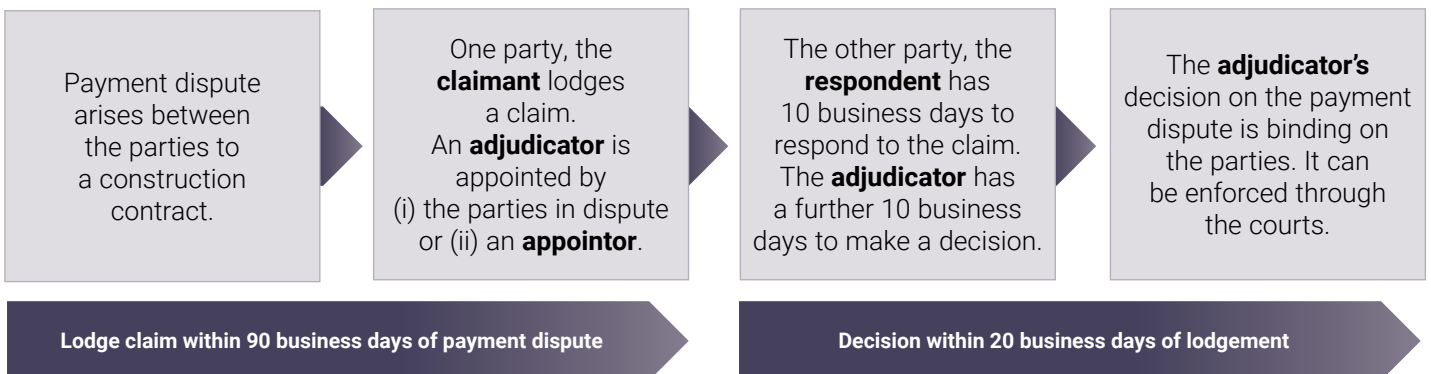 Payment dispute
arises between
the parties to
a construction
contract.
One party, the
claimant lodges
a claim.
An adjudicator is
appointed by
(i) the parties in dispute
or (ii) an appointor.
The other party, the
respondent has
10 business days to
respond to the claim.
The adjudicator has
a further 10 business
days to make a decision.
The adjudicator’s
decision on the payment
dispute is binding on
the parties. It can
be enforced through
the courts.
Lodge claim within 90 business days of payment dispute
Decision within 20 business days of lodgement